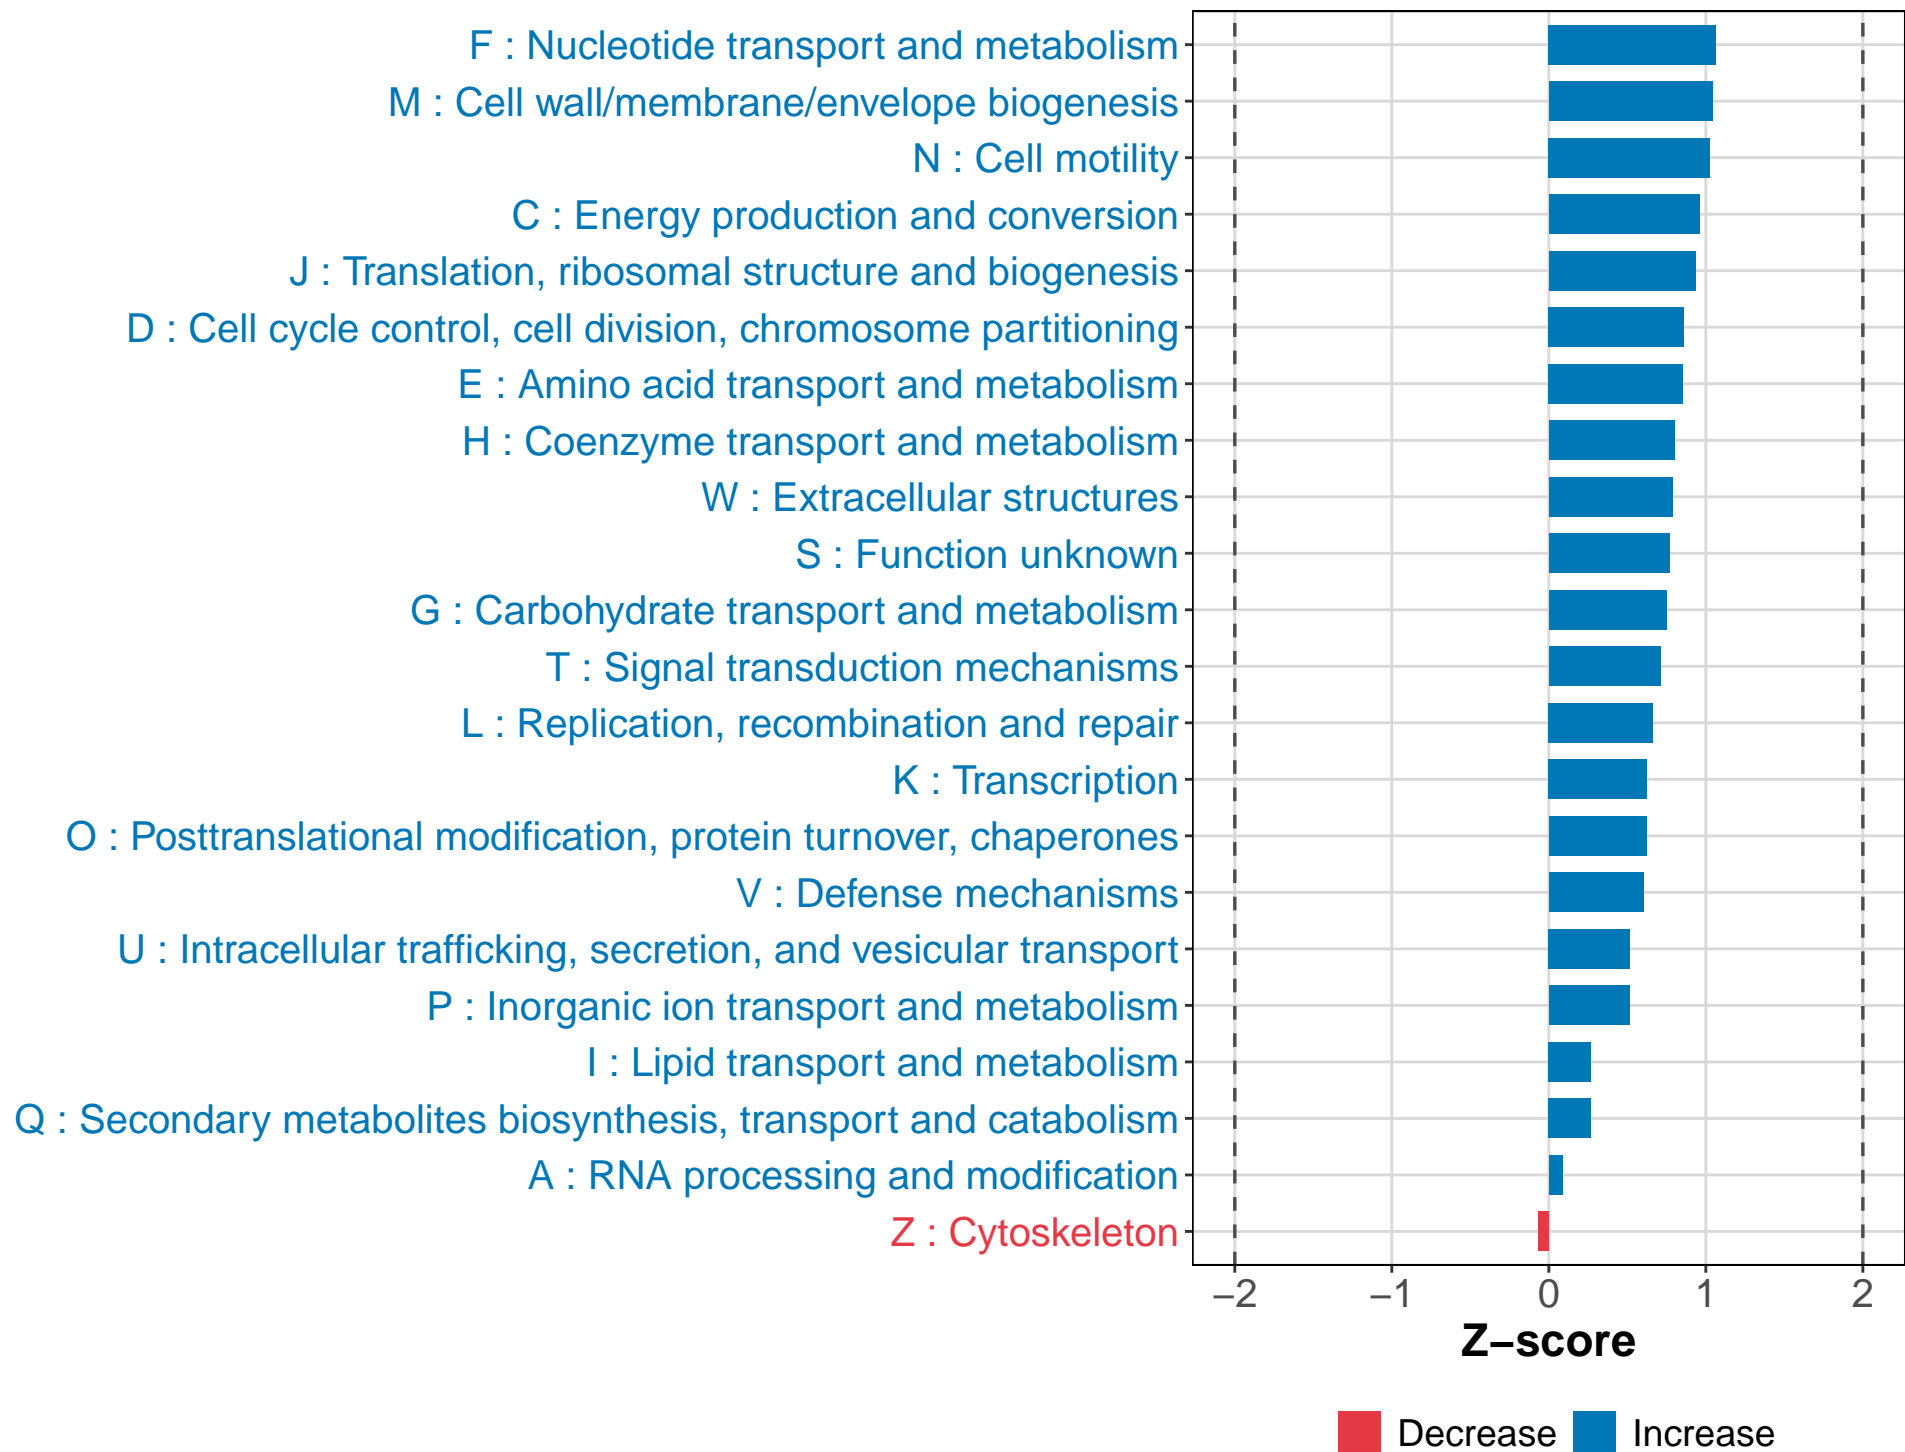 F : Nucleotide transport and metabolism
M : Cell wall/membrane/envelope biogenesis
N : Cell motility
C : Energy production and conversion
J : Translation, ribosomal structure and biogenesis
D : Cell cycle control, cell division, chromosome partitioning
E : Amino acid transport and metabolism
H : Coenzyme transport and metabolism
W : Extracellular structures
S : Function unknown
G : Carbohydrate transport and metabolism
T : Signal transduction mechanisms
L : Replication, recombination and repair
K : Transcription
O : Posttranslational modification, protein turnover, chaperones
V : Defense mechanisms
U : Intracellular trafficking, secretion, and vesicular transport
P : Inorganic ion transport and metabolism
I : Lipid transport and metabolism
Q : Secondary metabolites biosynthesis, transport and catabolism
A : RNA processing and modification
Z : Cytoskeleton
−2 −1 0 1 2
Z−score
Decrease Increase